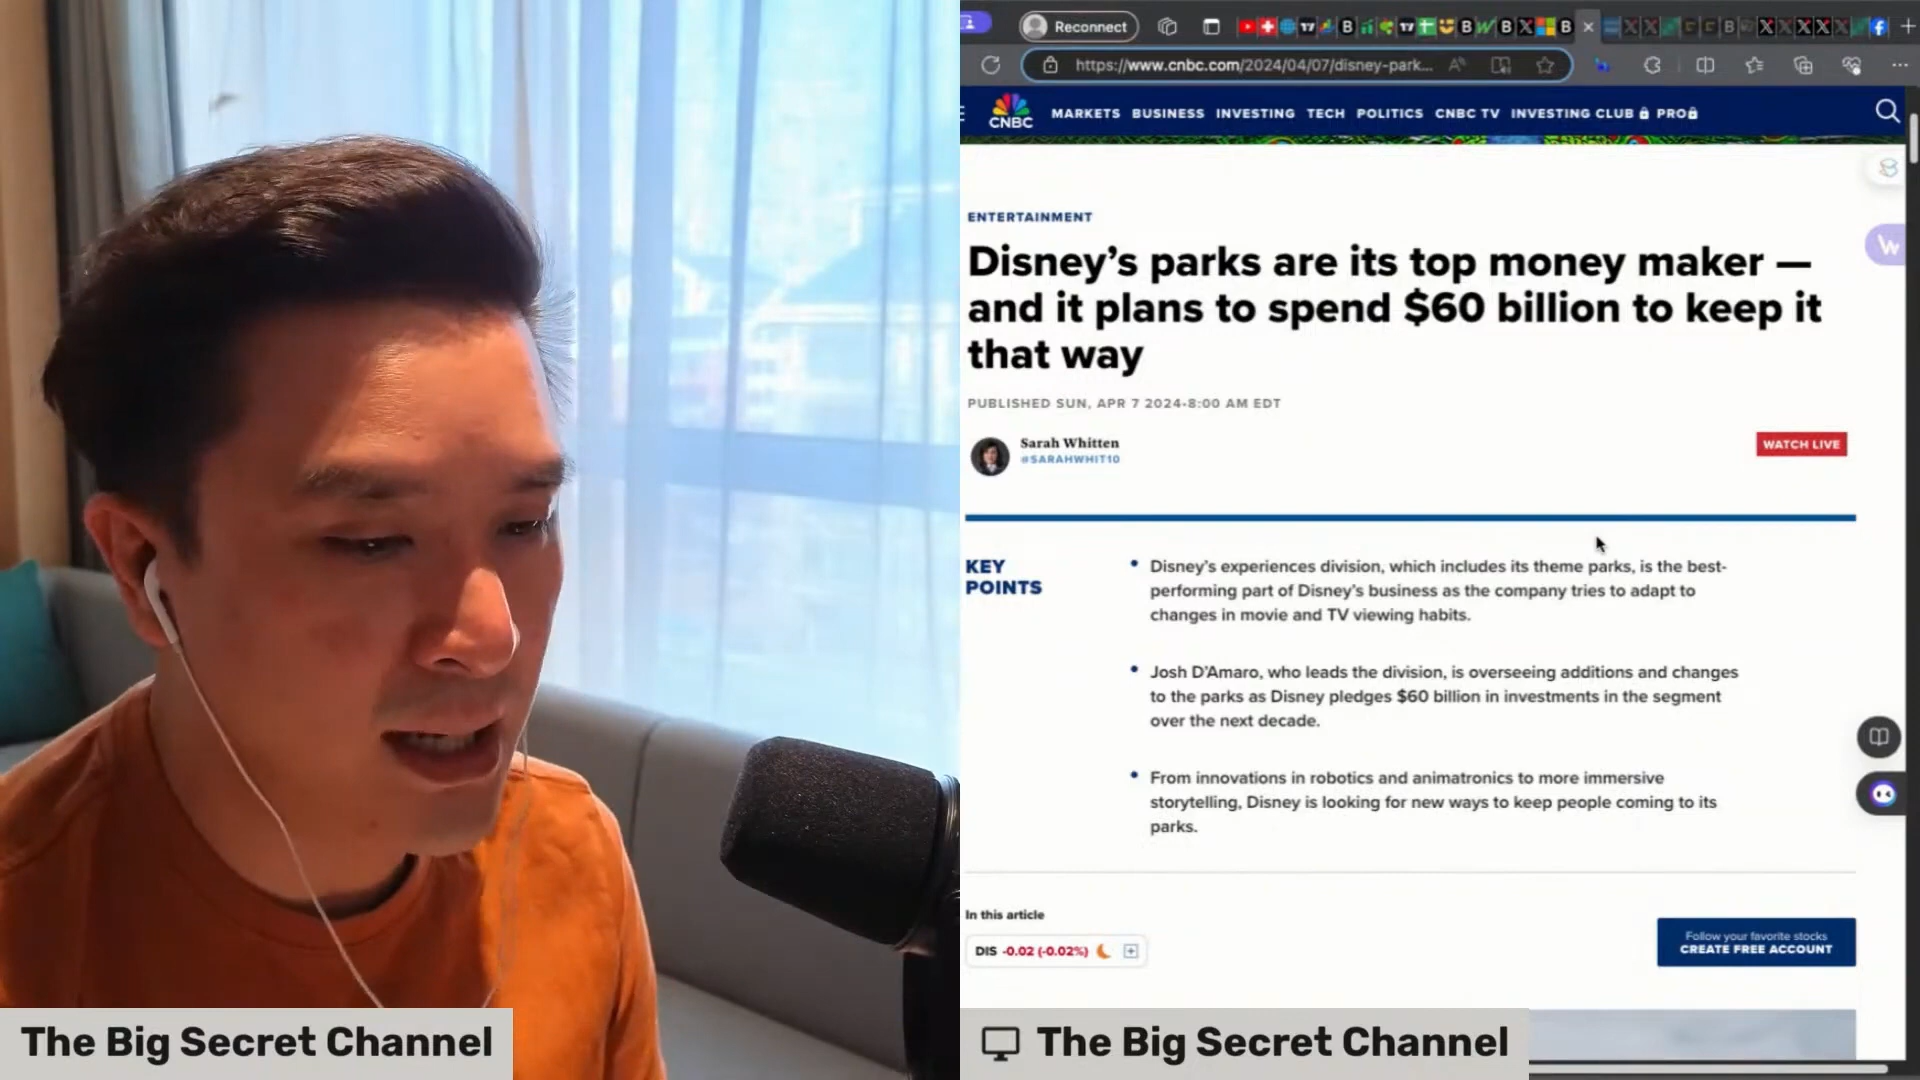 Reconnect
https://www.cnbc.com/2024/04/07/disney-park...
CNBC
MARKETS BUSINESS INVESTING TECH POLITICS CNBC TV INVESTING CLUB PRO
ENTERTAINMENT
Disney’s parks are its top money maker —
and it plans to spend $60 billion to keep it
that way
PUBLISHED SUN, APR 7 2024•8:00 AM EDT
Sarah Whitten
@SARAHWHIT10
WATCH LIVE
KEY
POINTS
• Disney’s experiences division, which includes its theme parks, is the best-
performing part of Disney’s business as the company tries to adapt to
changes in movie and TV viewing habits.
• Josh D’Amaro, who leads the division, is overseeing additions and changes
to the parks as Disney pledges $60 billion in investments in the segment
over the next decade.
• From innovations in robotics and animatronics to more immersive
storytelling, Disney is looking for new ways to keep people coming to its
parks.
In this article
DIS -0.02 (-0.02%)
Follow your favorite stocks
CREATE FREE ACCOUNT
The Big Secret Channel
The Big Secret Channel